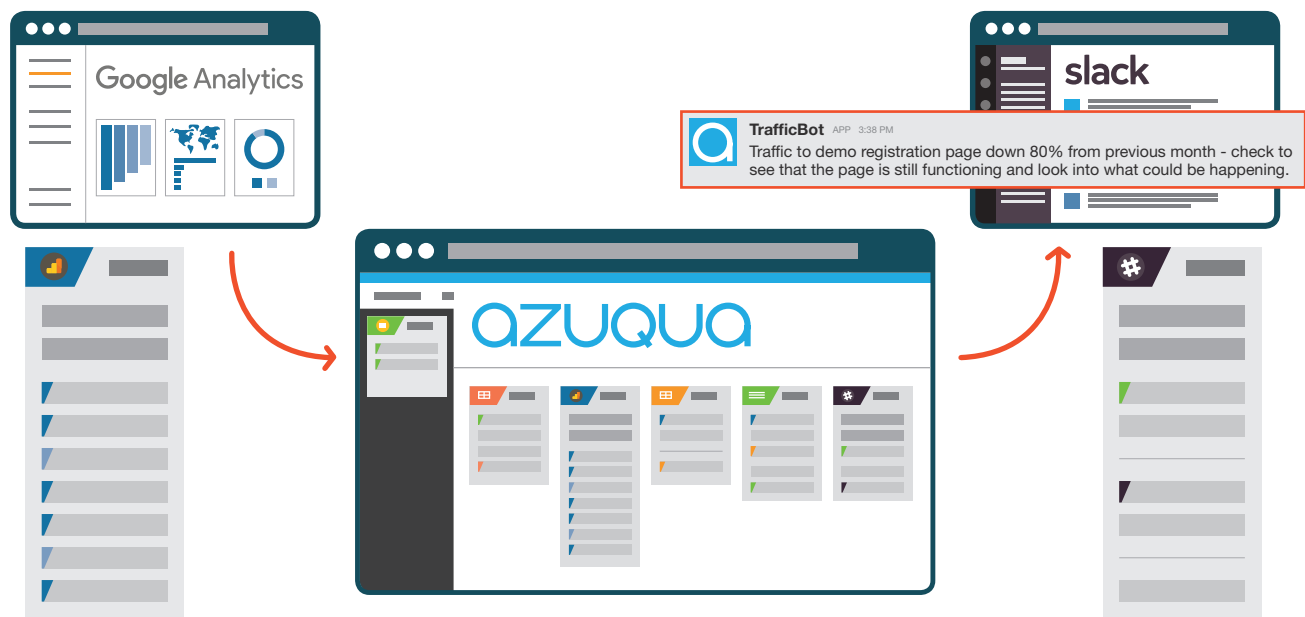 Google Analytics
slack
TrafficBot APP 3:38 PM
Traffic to demo registration page down 80% from previous month - check to
see that the page is still functioning and look into what could be happening.
azuqua